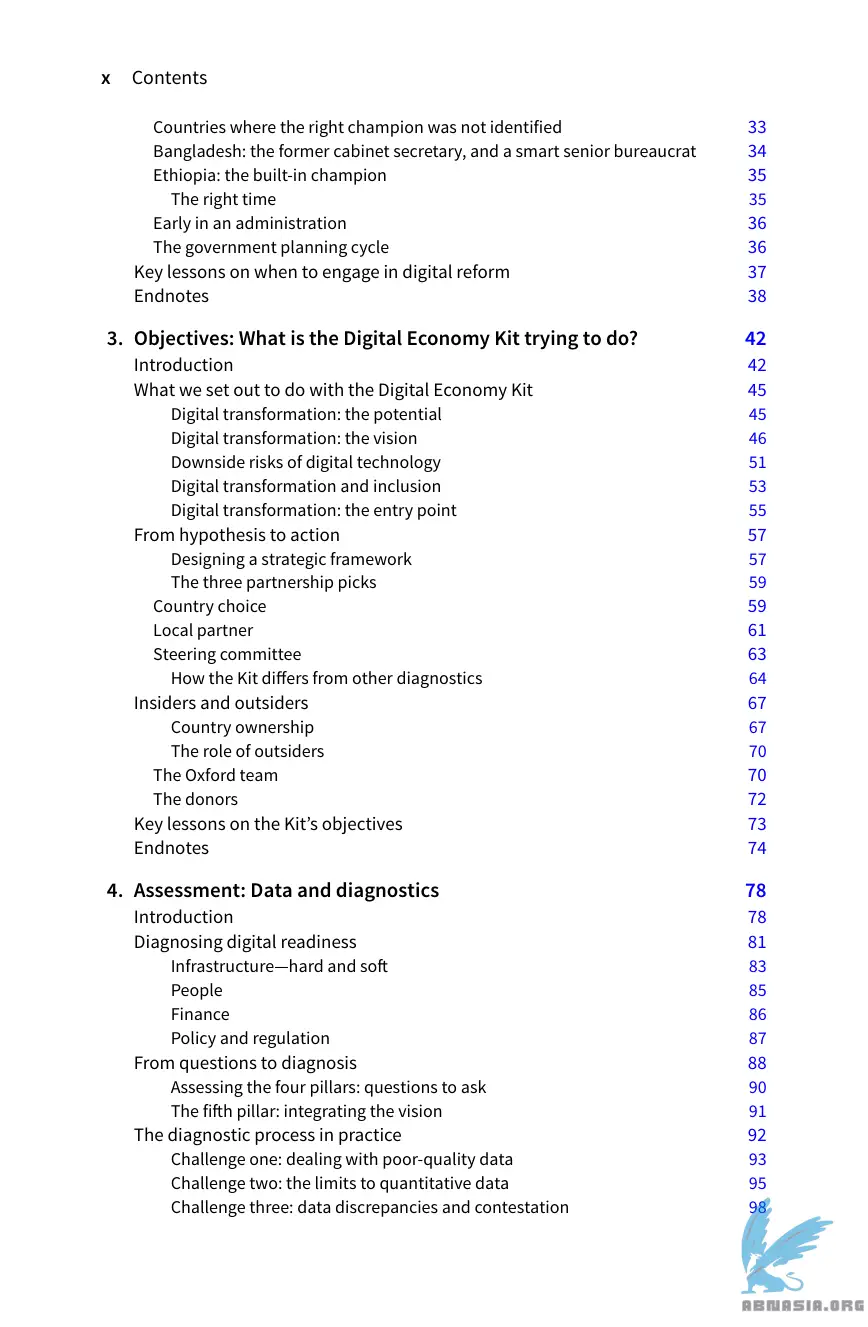 x Contents
Countries where the right champion was not identified 33
Bangladesh: the former cabinet secretary, and a smart senior bureaucrat 34
Ethiopia: the built-in champion 35
The right time 35
Early in an administration 36
The government planning cycle 36
Key lessons on when to engage in digital reform 37
Endnotes 38
3. Objectives: What is the Digital Economy Kit trying to do? 42
Introduction 42
What we set out to do with the Digital Economy Kit 45
Digital transformation: the potential 45
Digital transformation: the vision 46
Downside risks of digital technology 51
Digital transformation and inclusion 53
Digital transformation: the entry point 55
From hypothesis to action 57
Designing a strategic framework 57
The three partnership picks 59
Country choice 59
Local partner 61
Steering committee 63
How the Kit differs from other diagnostics 64
Insiders and outsiders 67
Country ownership 67
The role of outsiders 70
The Oxford team 70
The donors 72
Key lessons on the Kit’s objectives 73
Endnotes 74
4. Assessment: Data and diagnostics 78
Introduction 78
Diagnosing digital readiness 81
Infrastructure—hard and soft 83
People 85
Finance 86
Policy and regulation 87
From questions to diagnosis 88
Assessing the four pillars: questions to ask 90
The fifth pillar: integrating the vision 91
The diagnostic process in practice 92
Challenge one: dealing with poor-quality data 93
Challenge two: the limits to quantitative data 95
Challenge three: data discrepancies and contestation 98
ABNASIA.ORG